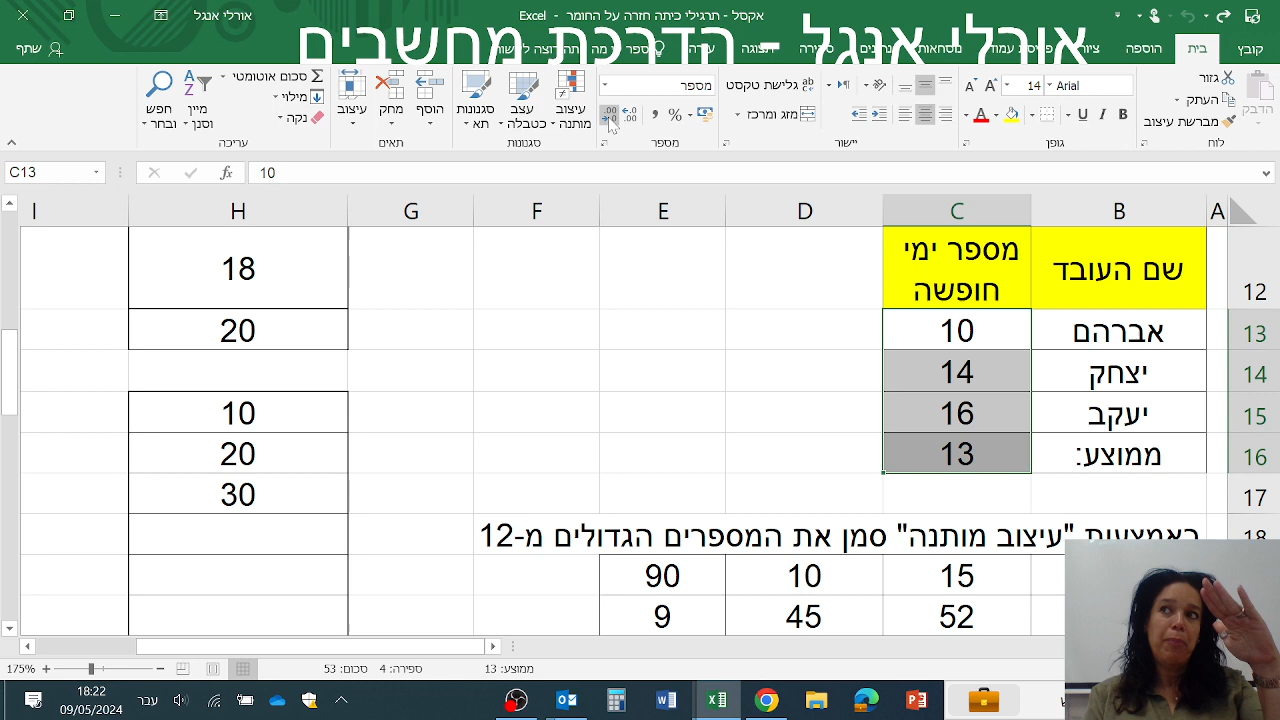 אורלי אנגל - הדרכת מחשבים
אקסל - תרגילי כיתה חזרה על החומר - Excel
אורלי אנגל
קובץ
בית
הוספה
שתף
הדבק
גזור
העתק
מברשת עיצוב
לוח
Arial
14
B I U
גופן
גלישת טקסט
מזג ומרכז
יישור
מספר
%
מספר
עיצוב מותנה
עצב כטבלה
סגנונות תא
סגנונות
הוסף
מחק
עיצוב
תאים
סכום אוטומטי
מילוי
נקה
מיין וסנן
חפש ובחר
עריכה
C13
fx
10
A B C D E F G H I
12 שם העובד מספר ימי חופשה 18
13 אברהם 10 20
14 יצחק 14
15 יעקב 16 10
16 ממוצע: 13 20
17 30
18 באמצעות "עיצוב מותנה" סמן את המספרים הגדולים מ-12
15 10 90
52 45 9
ממוצע: 13 ספירה: 4 סכום: 53
175%
18:22
09/05/2024
עבר